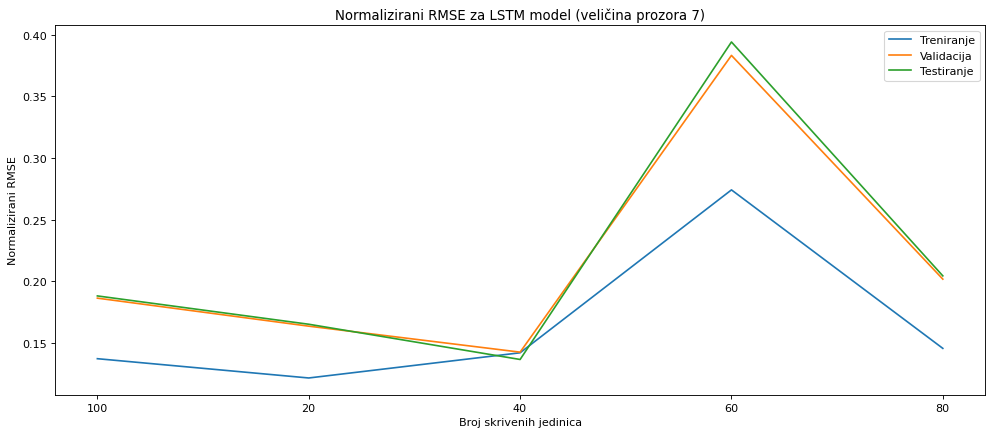 Normalizirani RMSE za LSTM model (veličina prozora 7)
Treniranje
Validacija
Testiranje
Normalizirani RMSE
0.40
0.35
0.30
0.25
0.20
0.15
100 20 40 60 80
Broj skrivenih jedinica